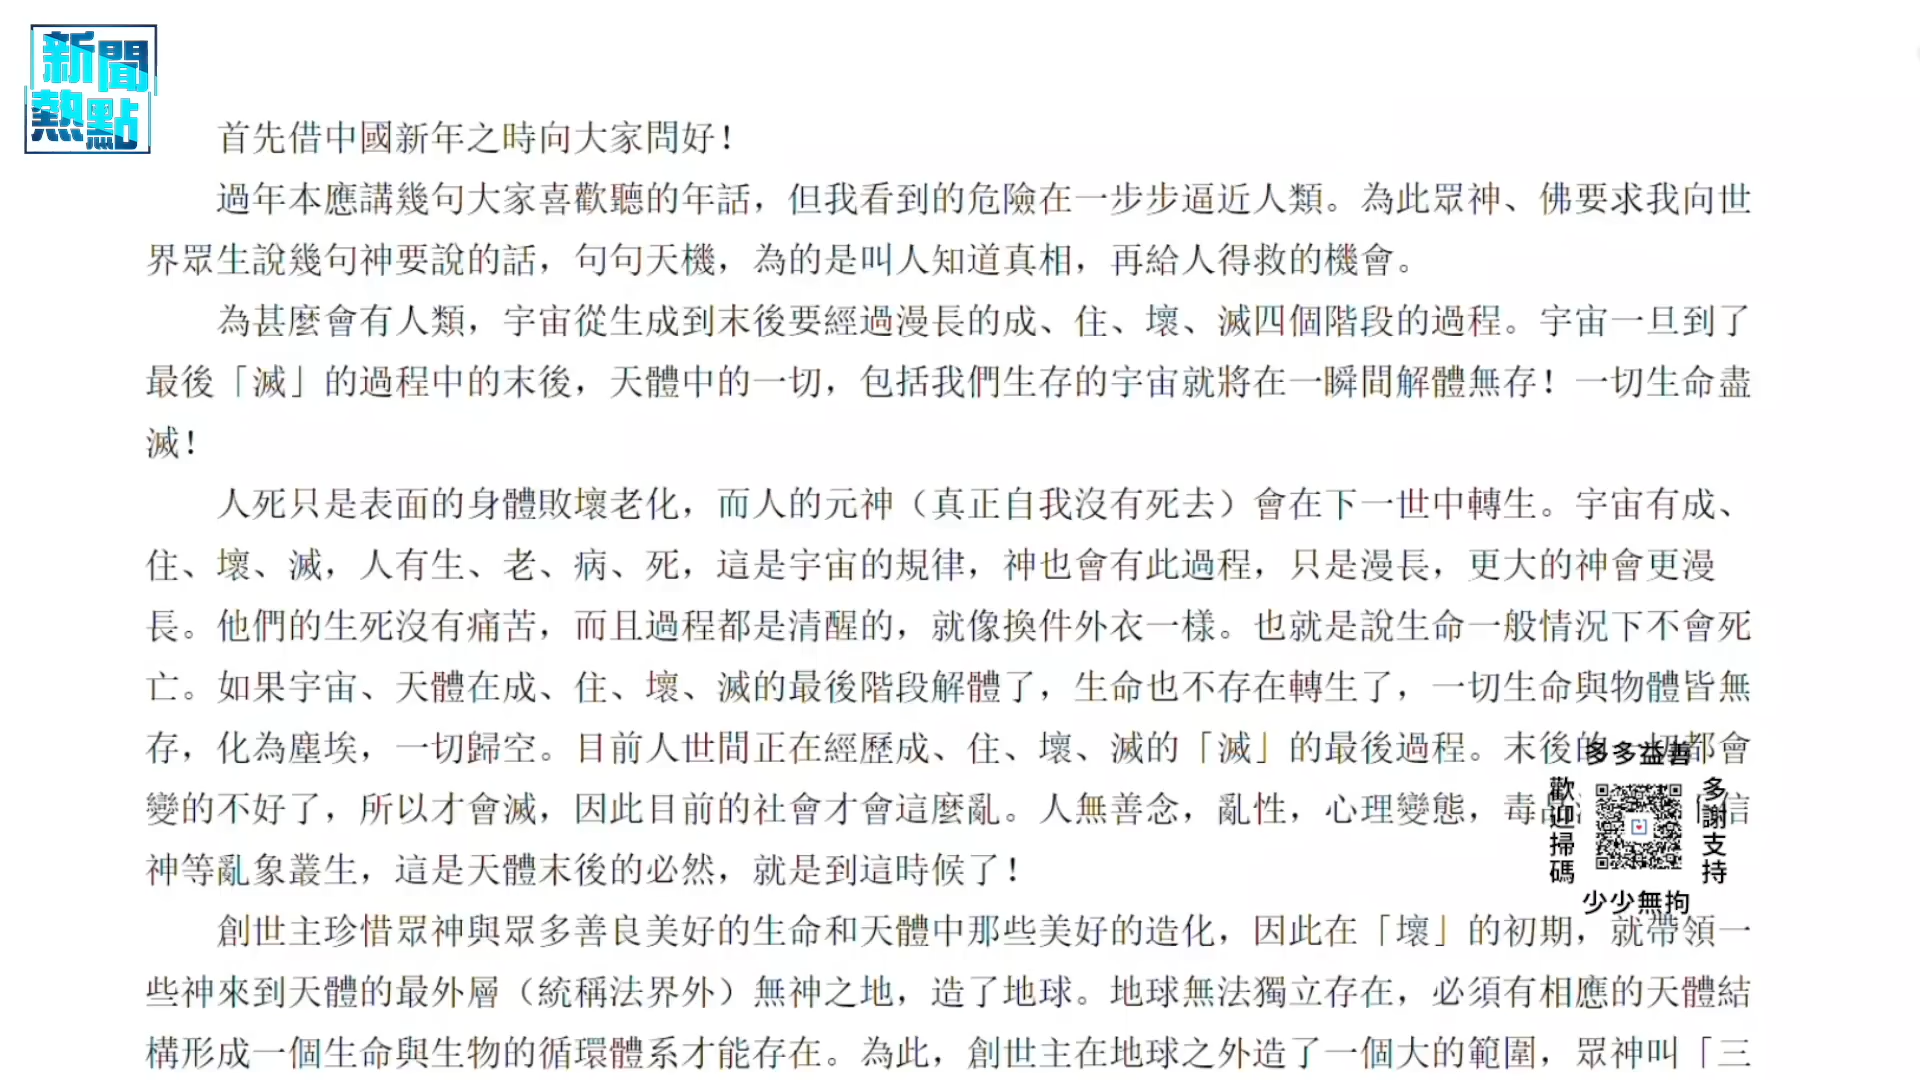 新聞
熱點
首先借中國新年之時向大家問好！
過年本應講幾句大家喜歡聽的年話，但我看到的危險在一步步逼近人類。為此眾神、佛要求我向世
界眾生說幾句神要說的話，句句天機，為的是叫人知道真相，再給人得救的機會。
為甚麼會有人類，宇宙從生成到末後要經過漫長的成、住、壞、滅四個階段的過程。宇宙一旦到了
最後「滅」的過程中的末後，天體中的一切，包括我們生存的宇宙就將在一瞬間解體無存！一切生命盡
滅！
人死只是表面的身體敗壞老化，而人的元神（真正自我沒有死去）會在下一世中轉生。宇宙有成、
住、壞、滅，人有生、老、病、死，這是宇宙的規律，神也會有此過程，只是漫長，更大的神會更漫
長。他們的生死沒有痛苦，而且過程都是清醒的，就像換件外衣一樣。也就是說生命一般情況下不會死
亡。如果宇宙、天體在成、住、壞、滅的最後階段解體了，生命也不存在轉生了，一切生命與物體皆無
存，化為塵埃，一切歸空。目前人世間正在經歷成、住、壞、滅的「滅」的最後過程。末後的一切都會
變的不好了，所以才會滅，因此目前的社會才會這麼亂。人無善念，亂性，心理變態，毒品 信
神等亂象叢生，這是天體末後的必然，就是到這時候了！
創世主珍惜眾神與眾多善良美好的生命和天體中那些美好的造化，因此在「壞」的初期，就帶領一
些神來到天體的最外層（統稱法界外）無神之地，造了地球。地球無法獨立存在，必須有相應的天體結
構形成一個生命與生物的循環體系才能存在。為此，創世主在地球之外造了一個大的範圍，眾神叫「三
多多益善
歡迎掃碼
多謝支持
少少無拘